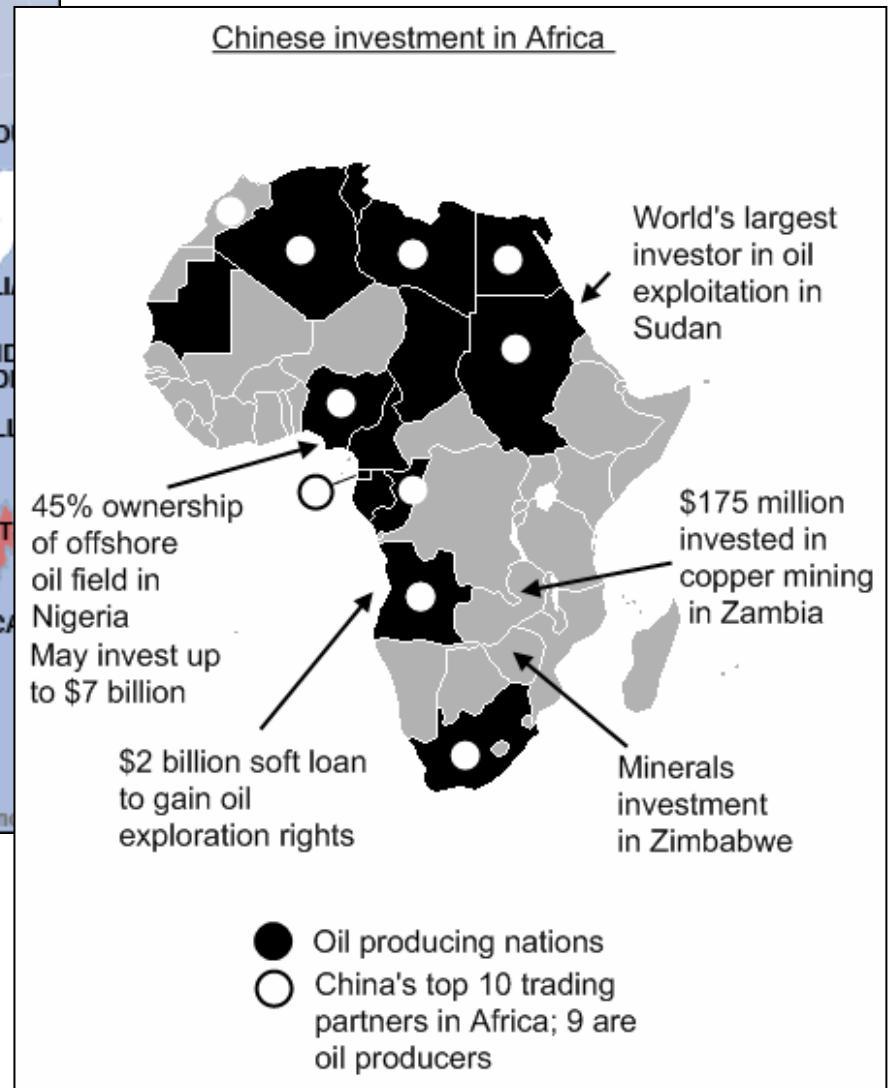 Chinese investment in Africa
World's largest
investor in oil
exploitation in
Sudan
45% ownership
of offshore
oil field in
Nigeria
May invest up
to $7 billion
$175 million
invested in
copper mining
in Zambia
$2 billion soft loan
to gain oil
exploration rights
Minerals
investment
in Zimbabwe
Oil producing nations
China's top 10 trading
partners in Africa; 9 are
oil producers